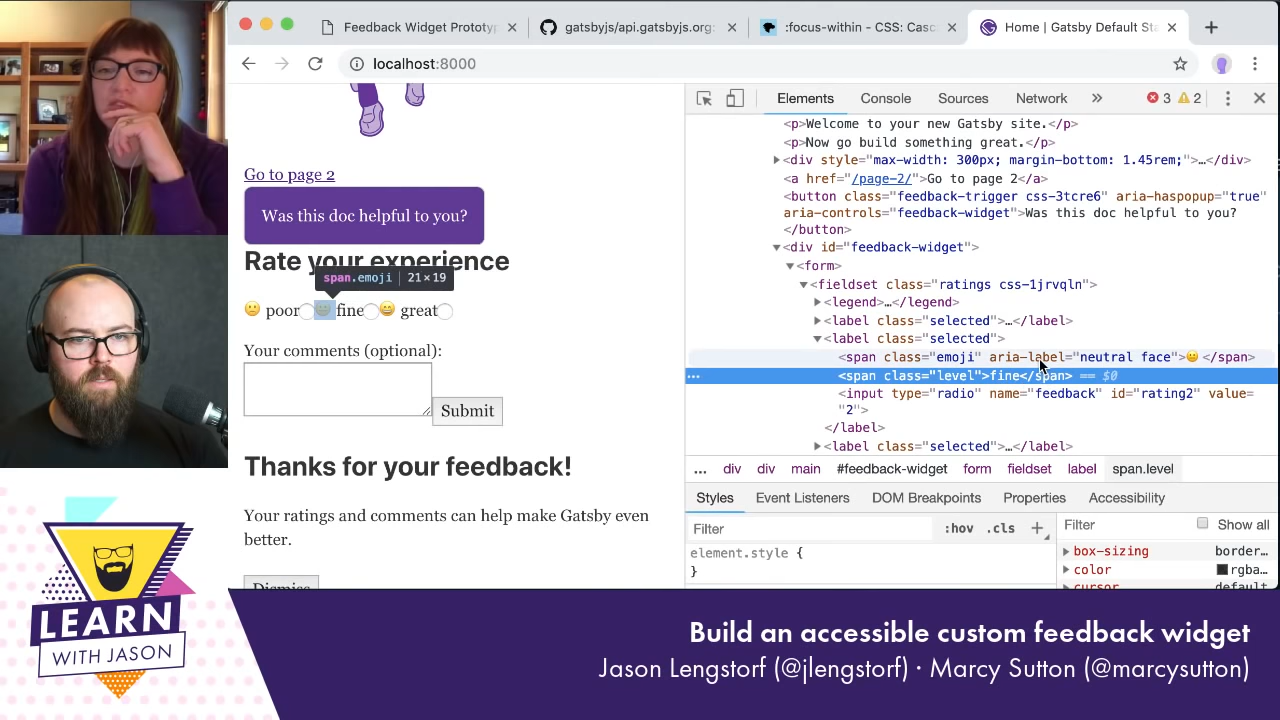 Feedback Widget Prototyp
gatsbyjs/api.gatsbyjs.org:
:focus-within - CSS: Casc
Home | Gatsby Default Sta
localhost:8000
Go to page 2
Was this doc helpful to you?
Rate your experience
span.emoji | 21×19
poor
fine
great
Your comments (optional):
Submit
Thanks for your feedback!
Your ratings and comments can help make Gatsby even
better.
Dismiss
Elements
Console
Sources
Network
»
3
2
<p>Welcome to your new Gatsby site.</p>
<p>Now go build something great.</p>
<div style="max-width: 300px; margin-bottom: 1.45rem;">…</div>
<a href="/page-2/">Go to page 2</a>
<button class="feedback-trigger css-3tcre6" aria-haspopup="true"
aria-controls="feedback-widget">Was this doc helpful to you?
</button>
<div id="feedback-widget">
<form>
<fieldset class="ratings css-1jrvqln">
<legend>…</legend>
<label class="selected">…</label>
<label class="selected">
<span class="emoji" aria-label="neutral face">😐 </span>
<span class="level">fine</span> == $0
<input type="radio" name="feedback" id="rating2" value=
"2">
</label>
<label class="selected">…</label>
... div div main #feedback-widget form fieldset label span.level
Styles Event Listeners DOM Breakpoints Properties Accessibility
Filter
:hov .cls +
Filter
Show all
element.style {
}
box-sizing border…
color rgba…
cursor default
LEARN
WITH JASON
Build an accessible custom feedback widget
Jason Lengstorf (@jlengstorf) · Marcy Sutton (@marcysutton)